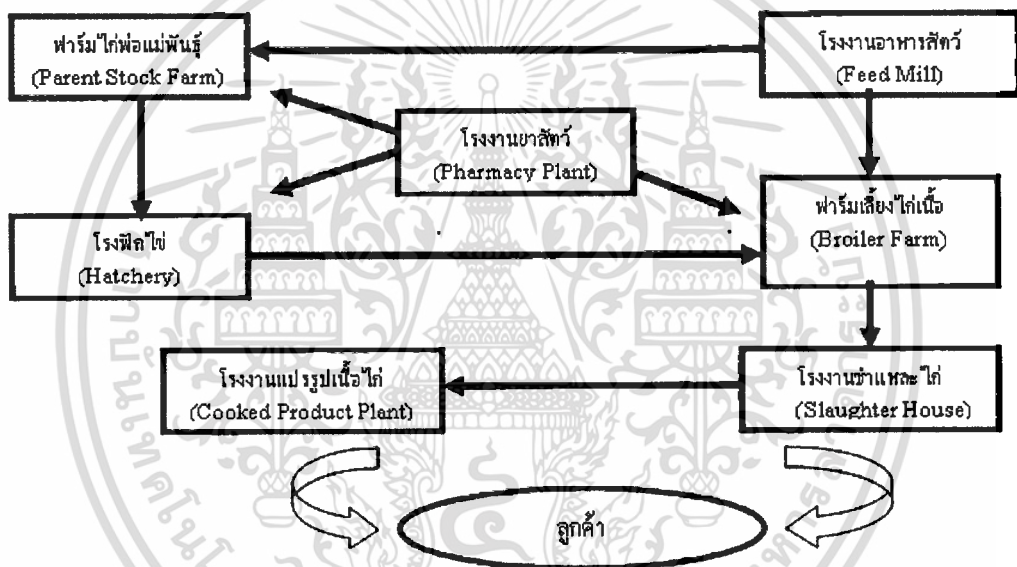 ฟาร์มไก่พ่อแม่พันธุ์
(Parent Stock Farm)
โรงงานอาหารสัตว์
(Feed Mill)
โรงงานยาสัตว์
(Pharmacy Plant)
โรงฟักไข่
(Hatchery)
ฟาร์มเลี้ยงไก่เนื้อ
(Broiler Farm)
โรงงานแปรรูปเนื้อไก่
(Cooked Product Plant)
โรงงานชำแหละไก่
(Slaughter House)
ลูกค้า